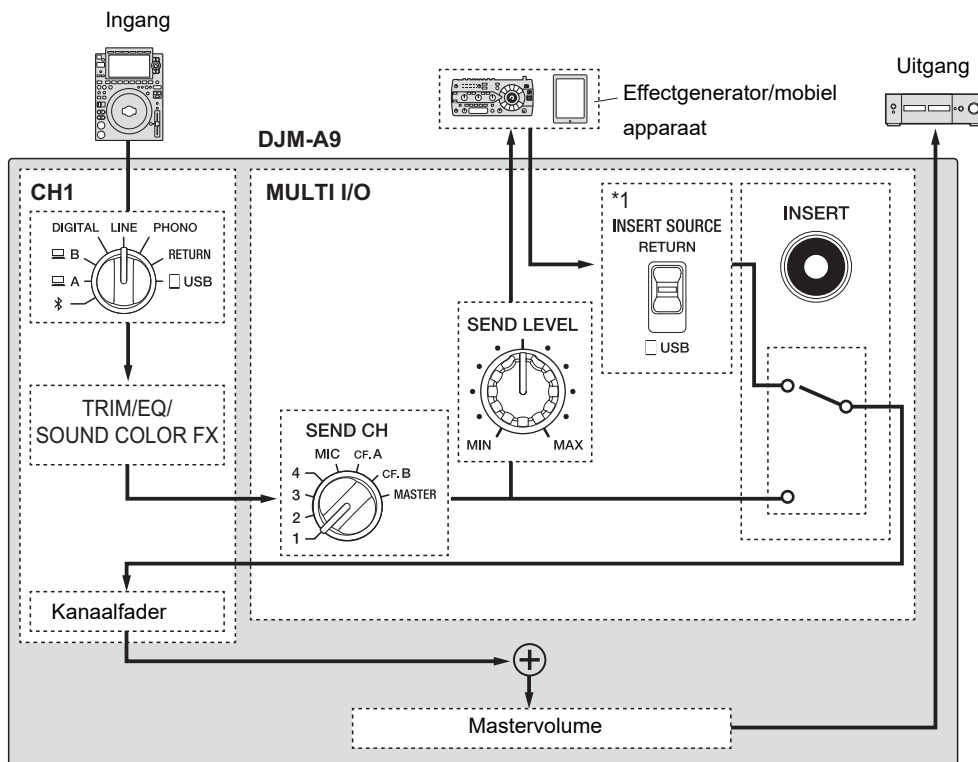 Ingang
Uitgang
Effectgenerator/mobiel
apparaat
DJM-A9
CH1
DIGITAL LINE PHONO
B RETURN
A USB
MULTI I/O
*1
INSERT SOURCE
RETURN
USB
INSERT
SEND LEVEL
MIN MAX
TRIM/EQ/
SOUND COLOR FX
SEND CH
MIC CF. A
4 CF. B
3 MASTER
2
1
Kanaalfader
+
Mastervolume